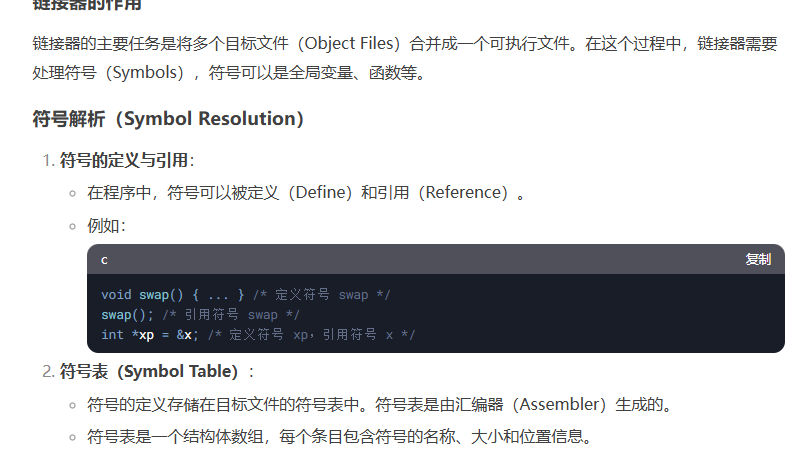 链接器的作用
链接器的主要任务是将多个目标文件（Object Files）合并成一个可执行文件。在这个过程中，链接器需要
处理符号（Symbols），符号可以是全局变量、函数等。
符号解析（Symbol Resolution）
1. 符号的定义与引用：
在程序中，符号可以被定义（Define）和引用（Reference）。
例如：
c 复制
void swap() { ... } /* 定义符号 swap */
swap(); /* 引用符号 swap */
int *xp = &x; /* 定义符号 xp，引用符号 x */
2. 符号表（Symbol Table）：
符号的定义存储在目标文件的符号表中。符号表是由汇编器（Assembler）生成的。
符号表是一个结构体数组，每个条目包含符号的名称、大小和位置信息。